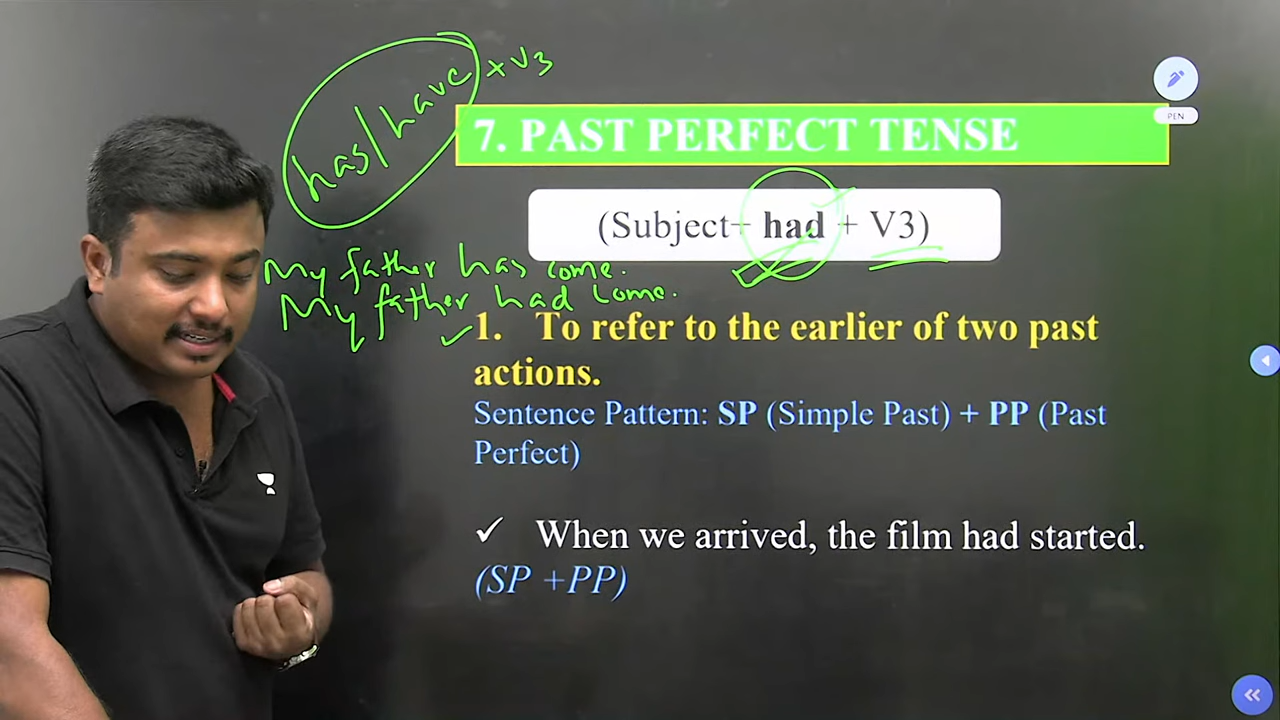 has/have + V3
PEN
7. PAST PERFECT TENSE
(Subject+ had + V3)
My father has come.
My father had come.
1. To refer to the earlier of two past
actions.
Sentence Pattern: SP (Simple Past) + PP (Past
Perfect)
✓ When we arrived, the film had started.
(SP +PP)